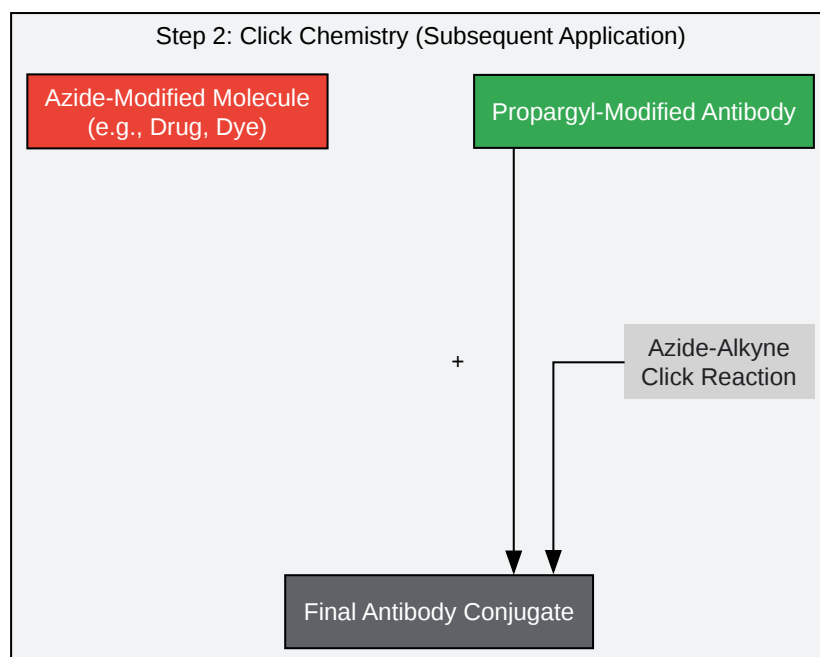 Step 2: Click Chemistry (Subsequent Application)
Azide-Modified Molecule
(e.g., Drug, Dye)
Propargyl-Modified Antibody
+
Azide-Alkyne
Click Reaction
Final Antibody Conjugate